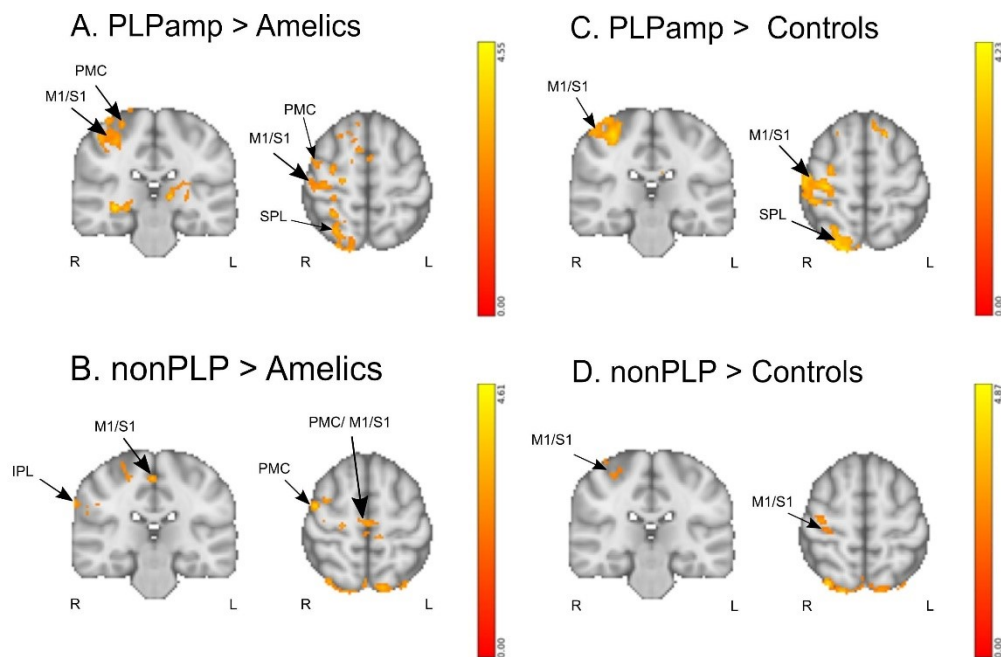 A. PLPamp > Amelics
PMC
M1/S1
PMC
M1/S1
SPL
R
L
R
L
4.55
0.00
C. PLPamp > Controls
M1/S1
M1/S1
SPL
R
L
R
L
4.23
0.00
B. nonPLP > Amelics
M1/S1
IPL
PMC/ M1/S1
PMC
R
L
R
L
4.61
0.00
D. nonPLP > Controls
M1/S1
M1/S1
R
L
R
L
4.87
0.00